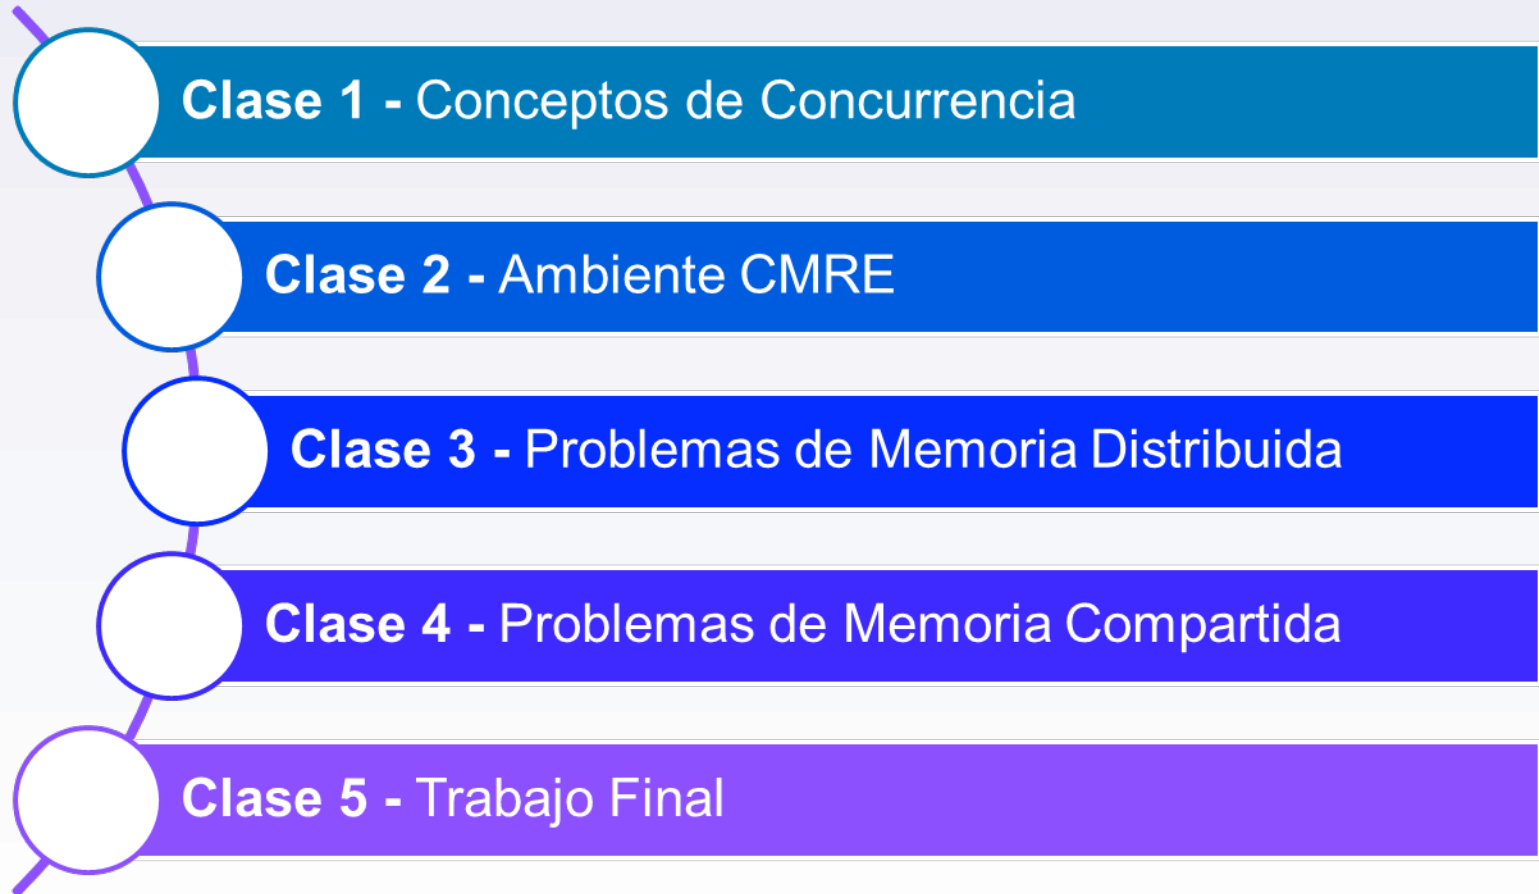 Clase 1 - Conceptos de Concurrencia
Clase 2 - Ambiente CMRE
Clase 3 - Problemas de Memoria Distribuida
Clase 4 - Problemas de Memoria Compartida
Clase 5 - Trabajo Final